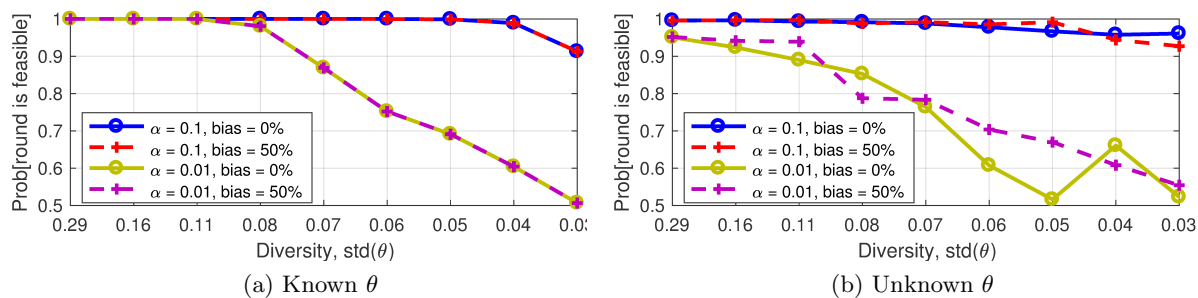 Prob[round is feasible]
1
0.9
0.8
0.7
0.6
0.5
α = 0.1, bias = 0%
α = 0.1, bias = 50%
α = 0.01, bias = 0%
α = 0.01, bias = 50%
0.29 0.16 0.11 0.08 0.07 0.06 0.05 0.04 0.03
Diversity, std(θ)
(a) Known θ
Prob[round is feasible]
1
0.9
0.8
0.7
0.6
0.5
α = 0.1, bias = 0%
α = 0.1, bias = 50%
α = 0.01, bias = 0%
α = 0.01, bias = 50%
0.29 0.16 0.11 0.08 0.07 0.06 0.05 0.04 0.03
Diversity, std(θ)
(b) Unknown θ